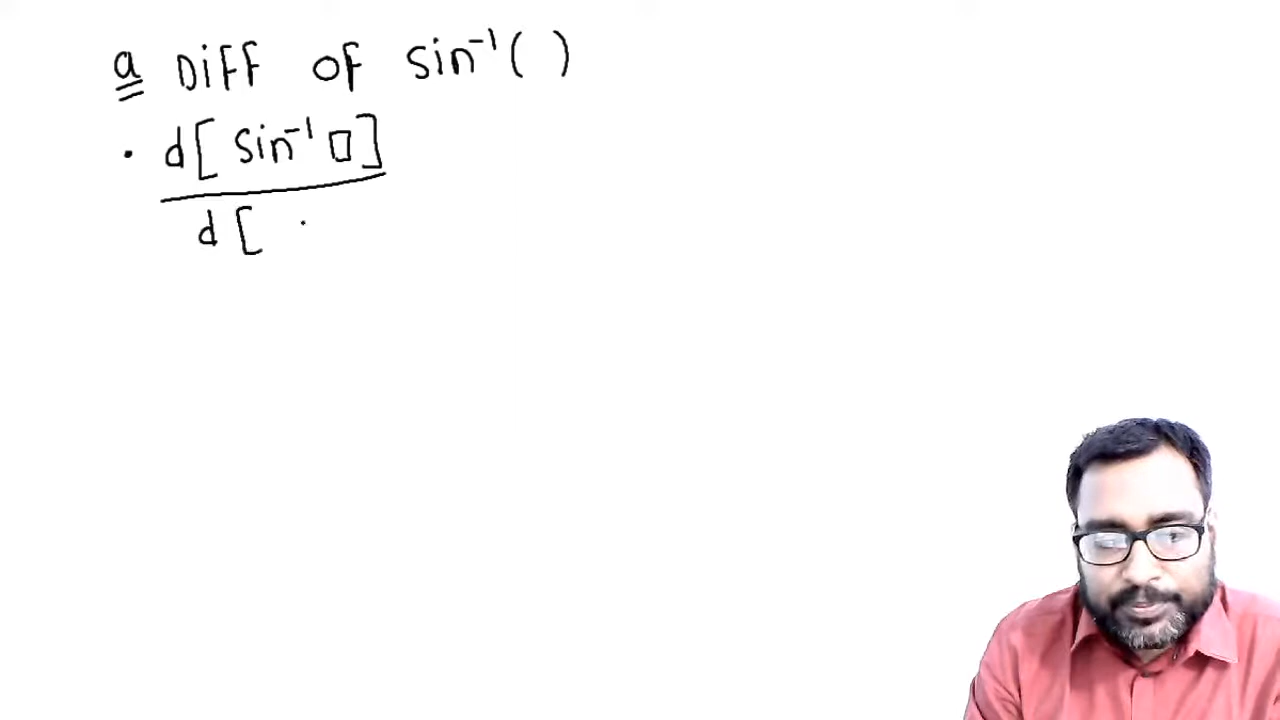 a Diff of sin⁻¹( )
· d[sin⁻¹ □]
d[ ·